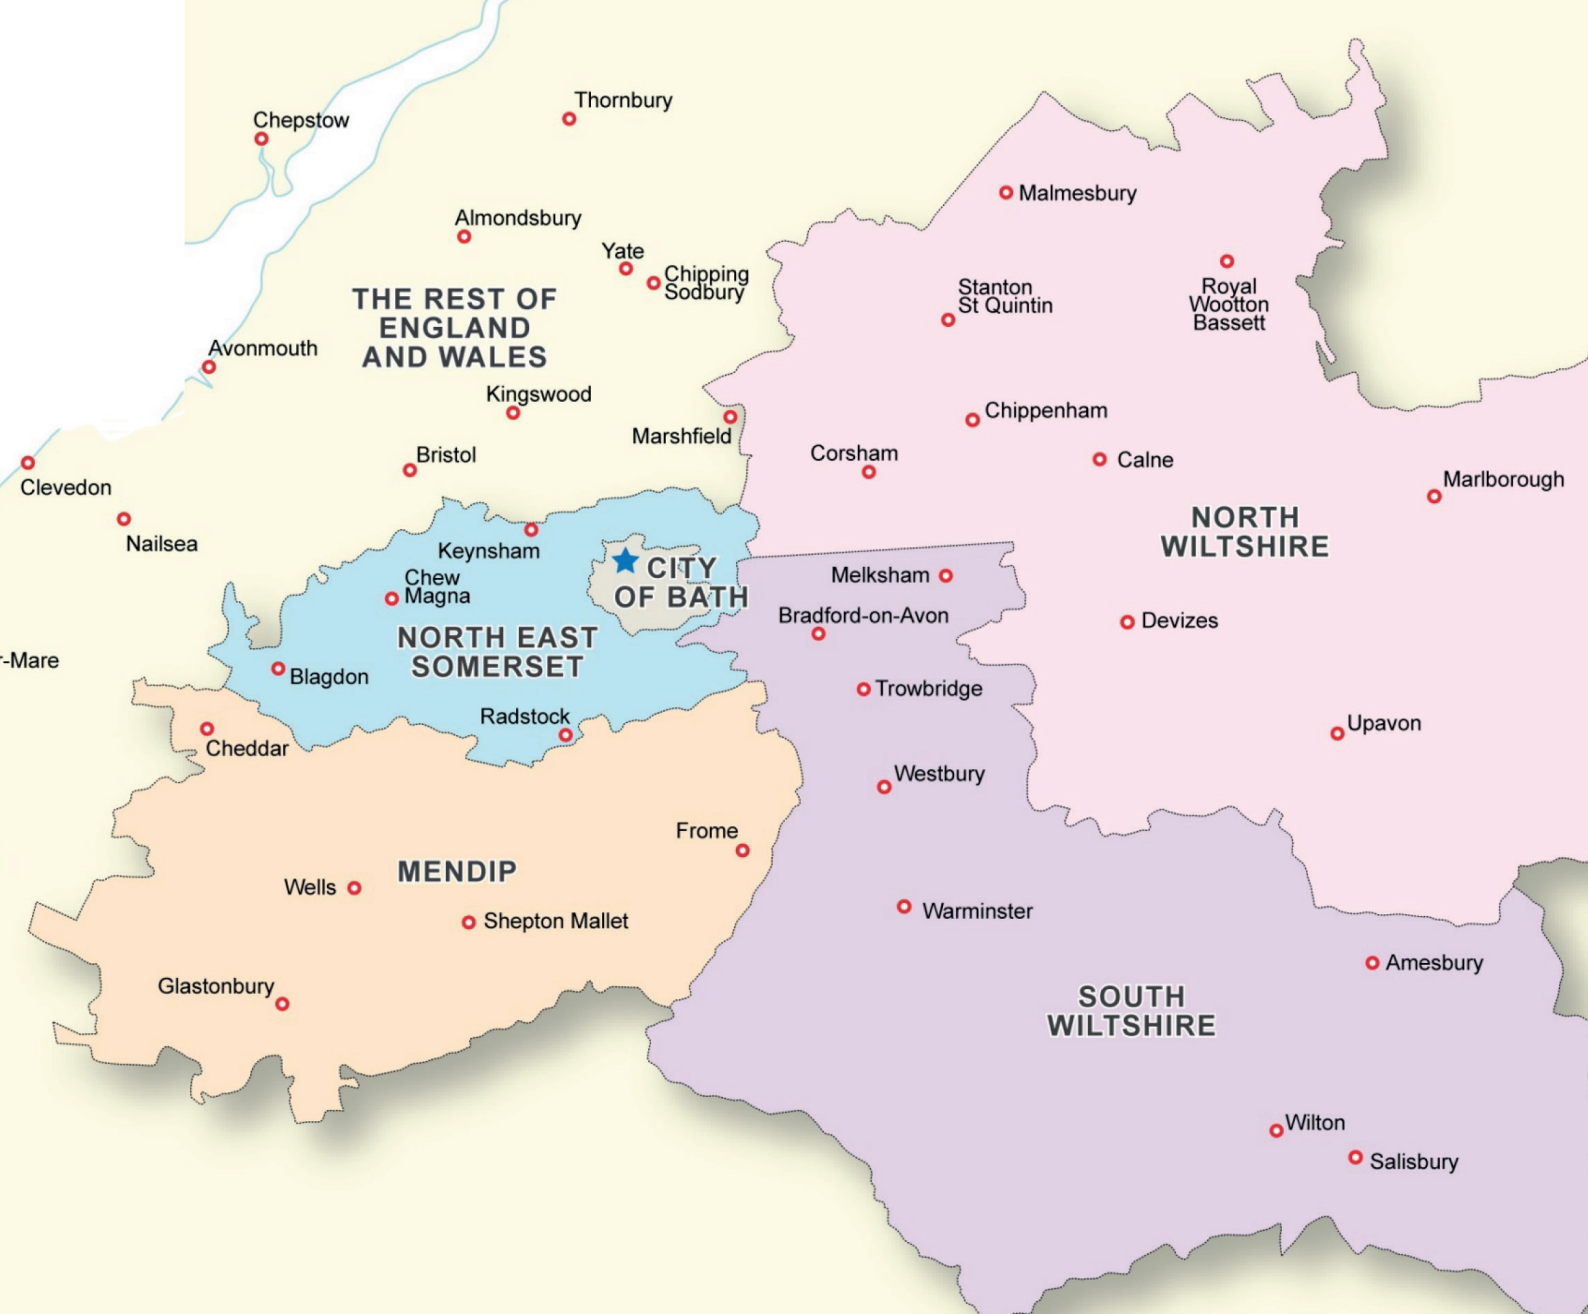 Chepstow
Thornbury
Almondsbury
Yate
Chipping
Sodbury
THE REST OF
ENGLAND
AND WALES
Avonmouth
Kingswood
Marshfield
Bristol
Clevedon
Nailsea
Malmesbury
Stanton
St Quintin
Royal
Wootton
Bassett
Chippenham
Corsham
Calne
Marlborough
NORTH
WILTSHIRE
Keynsham
Chew
Magna
CITY
OF BATH
NORTH EAST
SOMERSET
Blagdon
Radstock
r-Mare
Cheddar
Melksham
Bradford-on-Avon
Devizes
Trowbridge
Upavon
Westbury
Frome
MENDIP
Wells
Shepton Mallet
Glastonbury
Warminster
Amesbury
SOUTH
WILTSHIRE
Wilton
Salisbury